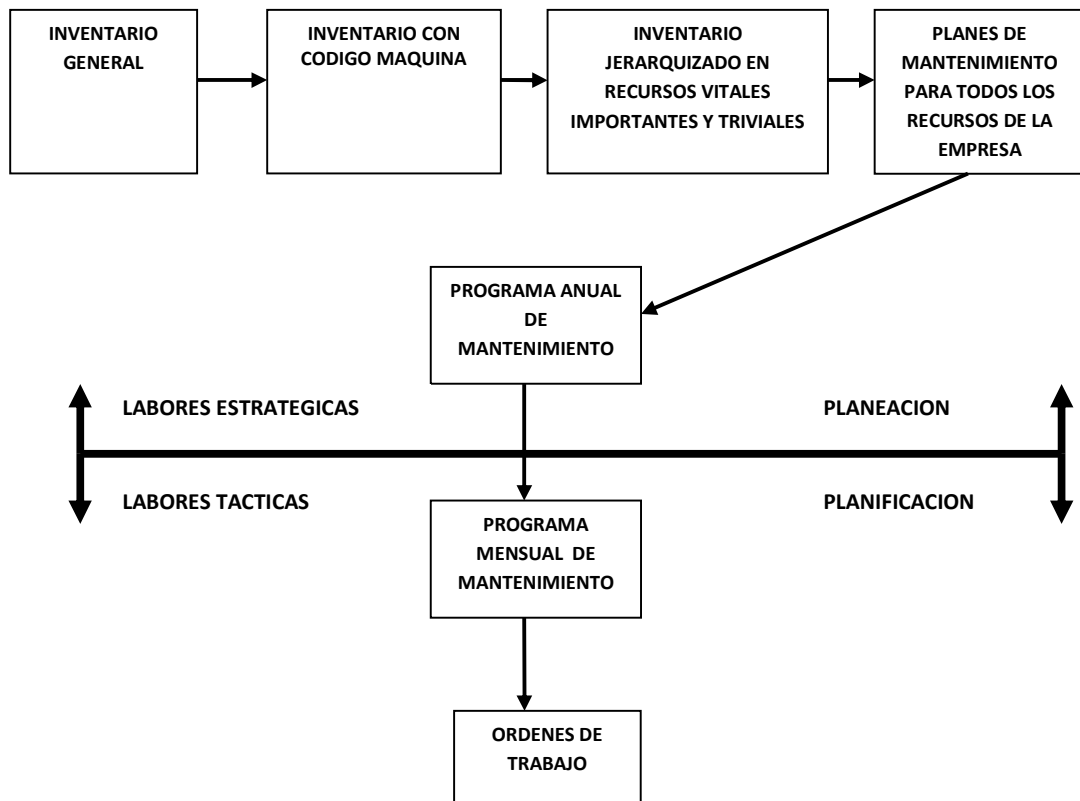 INVENTARIO
GENERAL
INVENTARIO CON
CODIGO MAQUINA
INVENTARIO
JERARQUIZADO EN
RECURSOS VITALES
IMPORTANTES Y TRIVIALES
PLANES DE
MANTENIMIENTO
PARA TODOS LOS
RECURSOS DE LA
EMPRESA
PROGRAMA ANUAL
DE
MANTENIMIENTO
LABORES ESTRATEGICAS
PLANEACION
LABORES TACTICAS
PLANIFICACION
PROGRAMA
MENSUAL DE
MANTENIMIENTO
ORDENES DE
TRABAJO